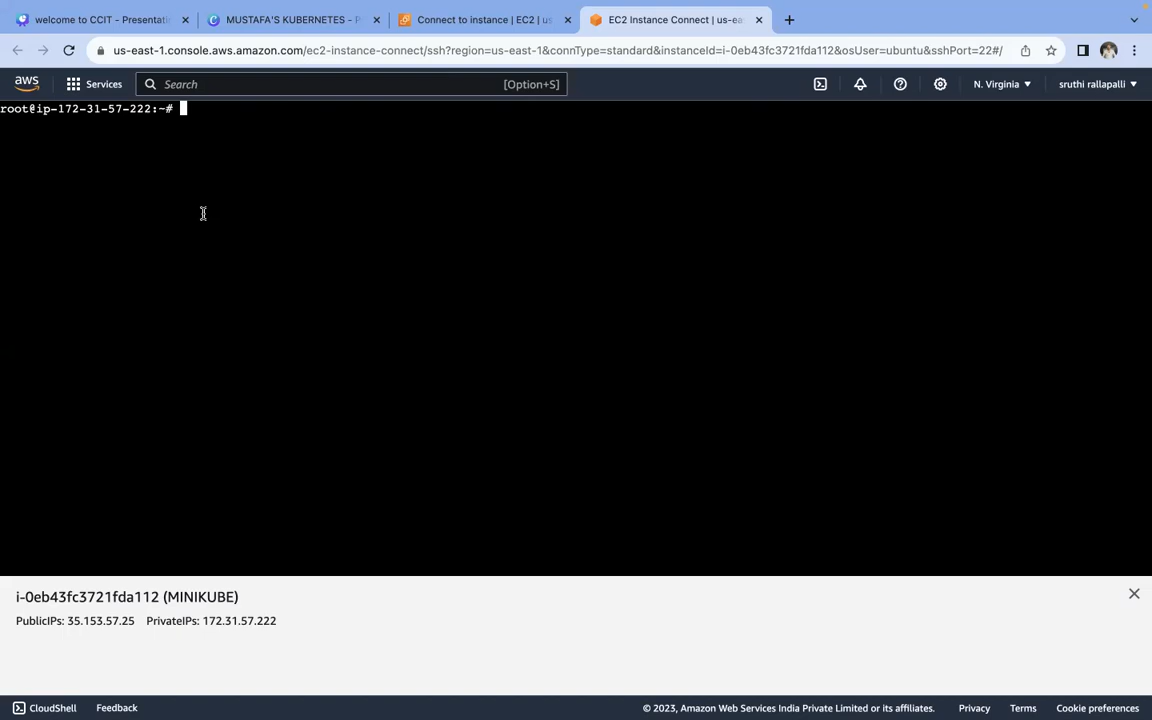 welcome to CCIT - Presentati
MUSTAFA'S KUBERNETES - P
Connect to instance | EC2 | us
EC2 Instance Connect | us-ea
us-east-1.console.aws.amazon.com/ec2-instance-connect/ssh?region=us-east-1&connType=standard&instanceId=i-0eb43fc3721fda112&osUser=ubuntu&sshPort=22#/
aws
Services
Search
[Option+S]
N. Virginia
sruthi rallapalli
root@ip-172-31-57-222:~#
i-0eb43fc3721fda112 (MINIKUBE)
PublicIPs: 35.153.57.25 PrivateIPs: 172.31.57.222
CloudShell
Feedback
© 2023, Amazon Web Services India Private Limited or its affiliates.
Privacy
Terms
Cookie preferences